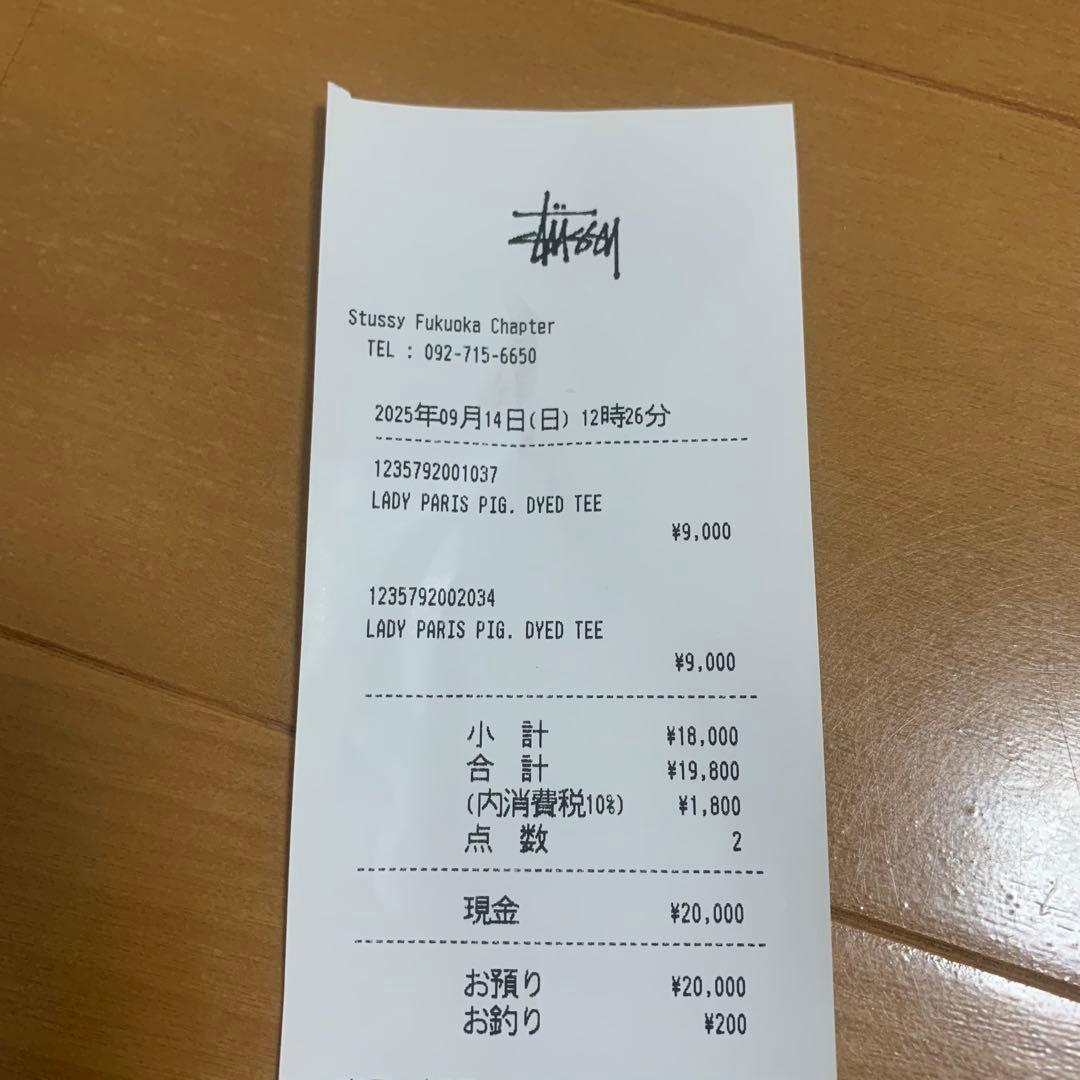 Stüssy
Stussy Fukuoka Chapter
TEL : 092-715-6650
2025年09月14日(日) 12時26分
1235792001037
LADY PARIS PIG. DYED TEE
¥9,000
1235792002034
LADY PARIS PIG. DYED TEE
¥9,000
小 計 ¥18,000
合 計 ¥19,800
(内消費税10%) ¥1,800
点 数 2
現金 ¥20,000
お預り ¥20,000
お釣り ¥200